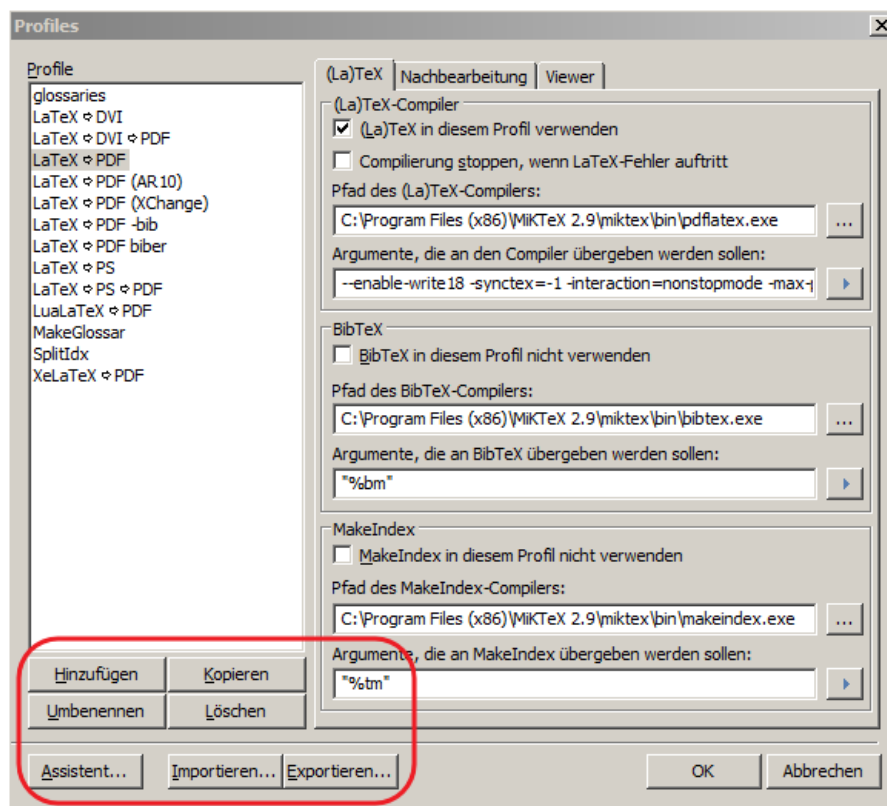 Profiles
Profile
glossaries
LaTeX ⇨ DVI
LaTeX ⇨ DVI ⇨ PDF
LaTeX ⇨ PDF
LaTeX ⇨ PDF (AR10)
LaTeX ⇨ PDF (XChange)
LaTeX ⇨ PDF -bib
LaTeX ⇨ PDF biber
LaTeX ⇨ PS
LaTeX ⇨ PS ⇨ PDF
LuaLaTeX ⇨ PDF
MakeGlossar
SplitIdx
XeLaTeX ⇨ PDF
Hinzufügen Kopieren
Umbenennen Löschen
(La)TeX Nachbearbeitung Viewer
(La)TeX-Compiler
(La)TeX in diesem Profil verwenden
Compilierung stoppen, wenn LaTeX-Fehler auftritt
Pfad des (La)TeX-Compilers:
C:\Program Files (x86)\MiKTeX 2.9\miktex\bin\pdflatex.exe ...
Argumente, die an den Compiler übergeben werden sollen:
--enable-write18 -synctex=-1 -interaction=nonstopmode -max-
BibTeX
BibTeX in diesem Profil nicht verwenden
Pfad des BibTeX-Compilers:
C:\Program Files (x86)\MiKTeX 2.9\miktex\bin\bibtex.exe ...
Argumente, die an BibTeX übergeben werden sollen:
"%bm"
MakeIndex
MakeIndex in diesem Profil nicht verwenden
Pfad des MakeIndex-Compilers:
C:\Program Files (x86)\MiKTeX 2.9\miktex\bin\makeindex.exe ...
Argumente, die an MakeIndex übergeben werden sollen:
"%tm"
Assistent... Importieren... Exportieren... OK Abbrechen